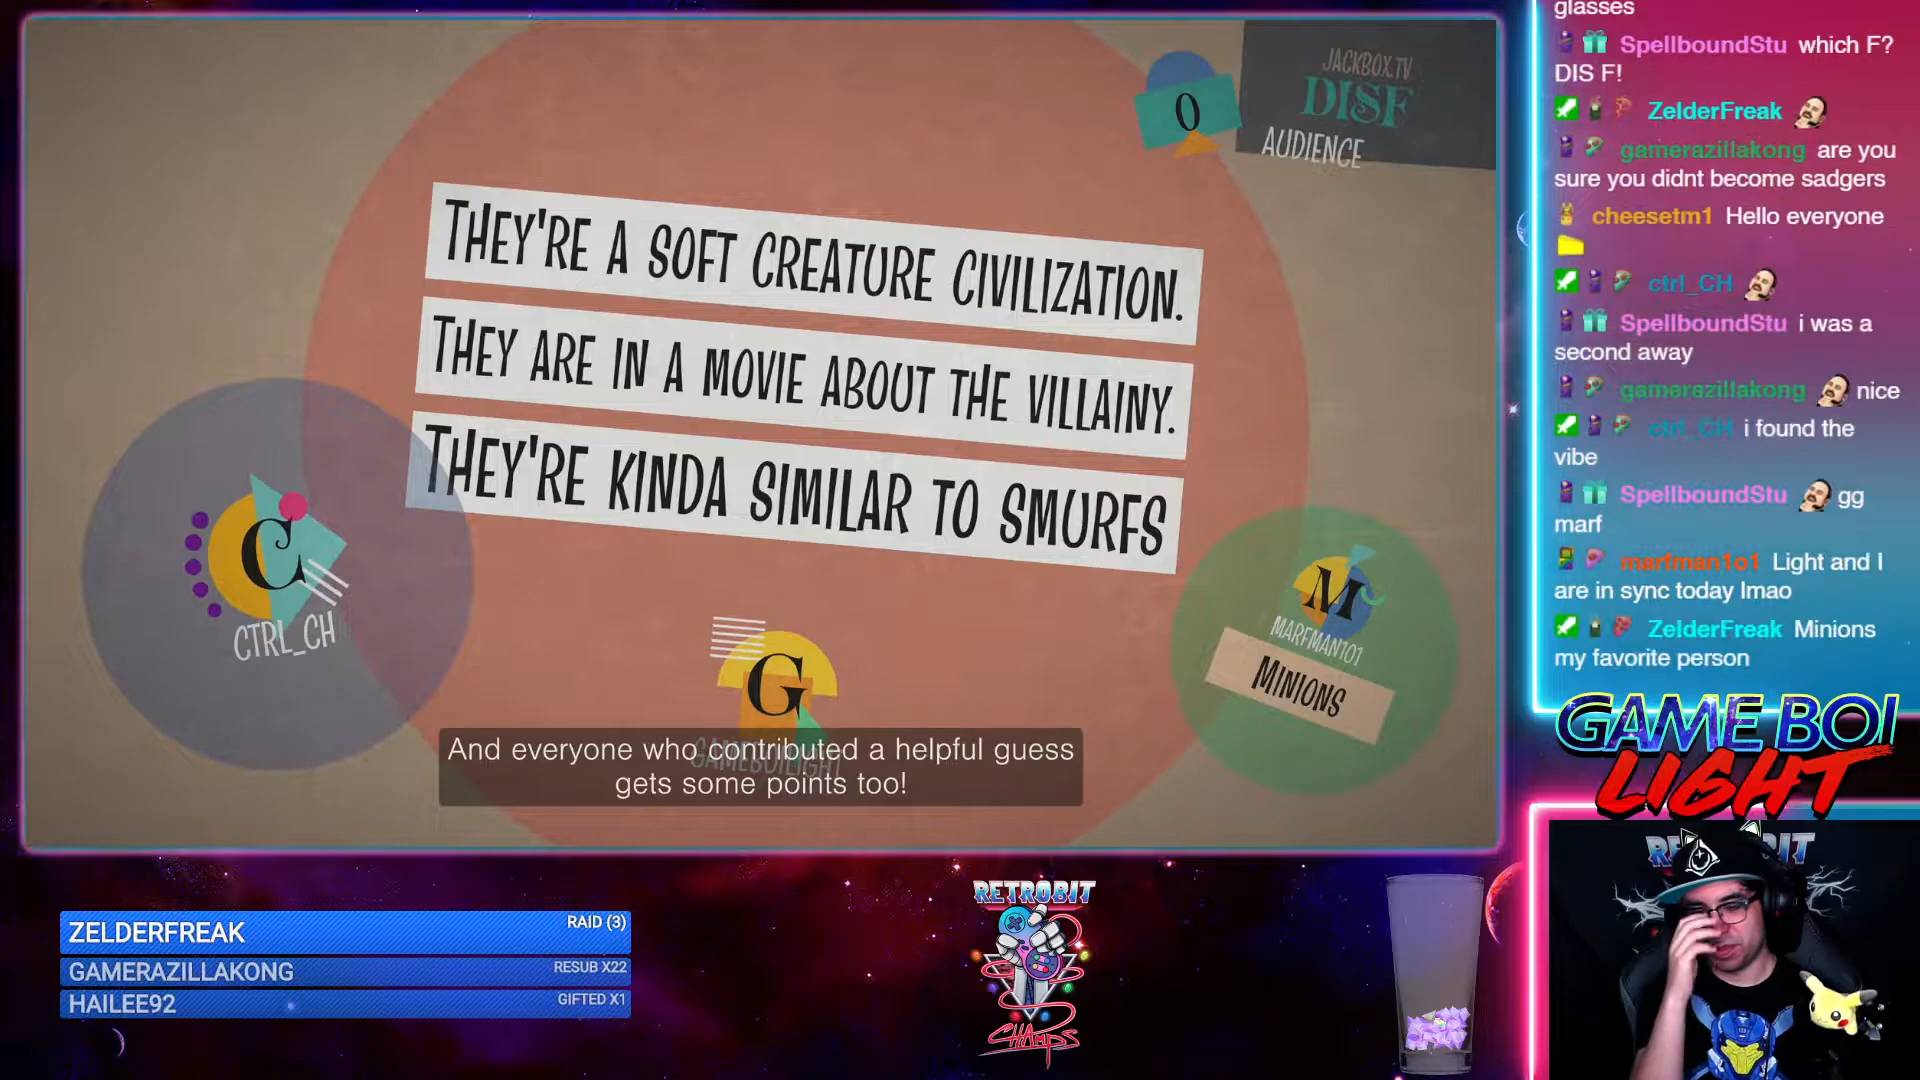 JACKBOX.TV
DISF
0
AUDIENCE
THEY'RE A SOFT CREATURE CIVILIZATION.
THEY ARE IN A MOVIE ABOUT THE VILLAINY.
THEY'RE KINDA SIMILAR TO SMURFS
C
CTRL_CH
G
GAMEBOILIGHT
M
MARFMAN101
MINIONS
And everyone who contributed a helpful guess
gets some points too!
glasses
SpellboundStu which F?
DIS F!
ZelderFreak
gamerazillakong are you
sure you didnt become sadgers
cheesetm1 Hello everyone
ctrl_CH
SpellboundStu i was a
second away
gamerazillakong nice
ctrl_CH i found the
vibe
SpellboundStu gg
marf
marfman1o1 Light and I
are in sync today lmao
ZelderFreak Minions
my favorite person
GAME BOI
LIGHT
ZELDERFREAK RAID (3)
GAMERAZILLAKONG RESUB X22
HAILEE92 GIFTED X1
RETROBIT
CHAMPS